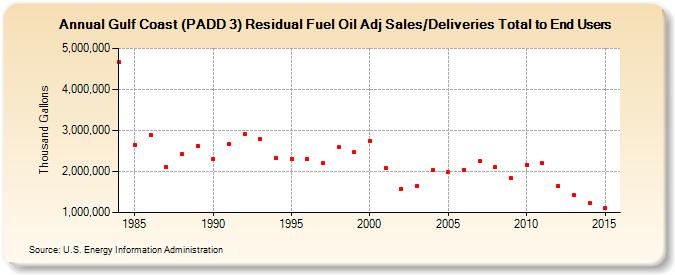 Annual Gulf Coast (PADD 3) Residual Fuel Oil Adj Sales/Deliveries Total to End Users
Thousand Gallons
5,000,000
4,000,000
3,000,000
2,000,000
1,000,000
1985 1990 1995 2000 2005 2010 2015
Source: U.S. Energy Information Administration